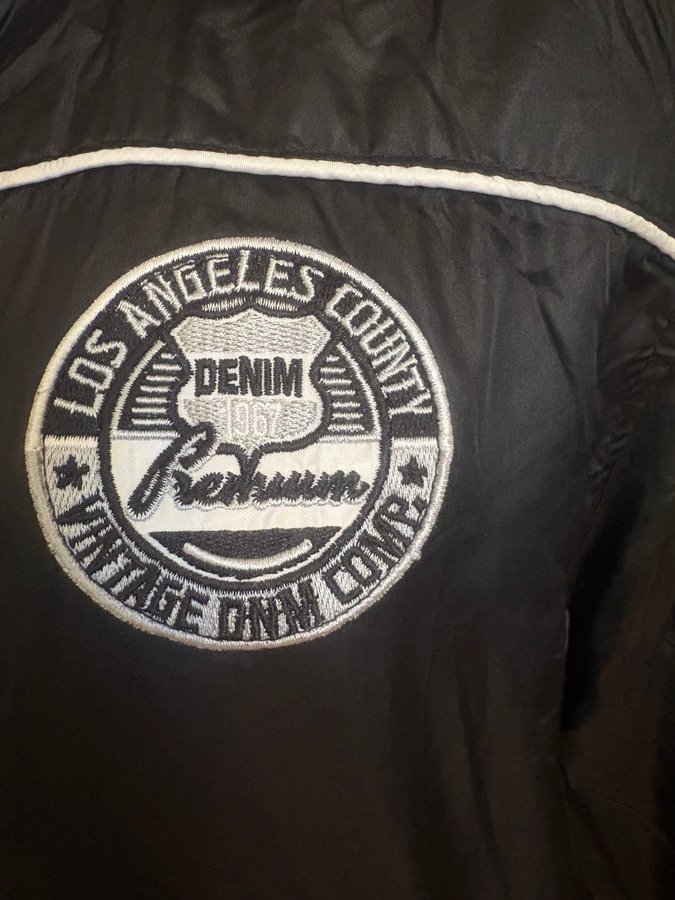 LOS ANGELES COUNTY
DENIM
1967
Premium
VINTAGE DNM COMP.